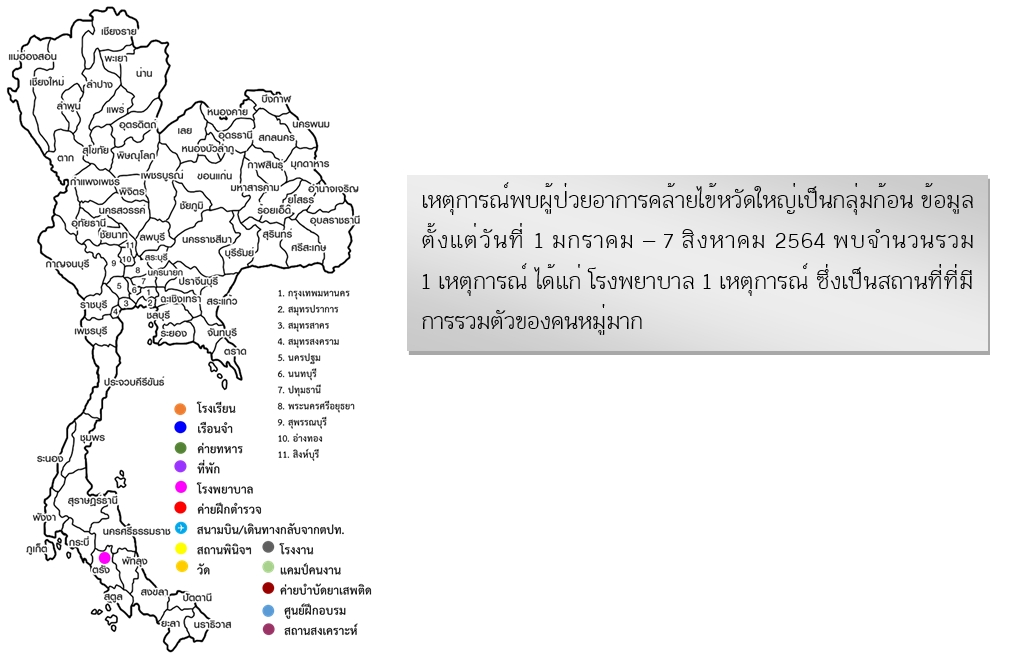 เชียงราย
แม่ฮ่องสอน
พะเยา
น่าน
เชียงใหม่
ลำปาง
ลำพูน
แพร่
อุตรดิตถ์
ตาก
สุโขทัย
พิษณุโลก
เลย
หนองคาย
บึงกาฬ
อุดรธานี
นครพนม
สกลนคร
หนองบัวลำภู
กำแพงเพชร
พิจิตร
เพชรบูรณ์
ขอนแก่น
กาฬสินธุ์
มุกดาหาร
มหาสารคาม
อำนาจเจริญ
ยโสธร
ร้อยเอ็ด
อุบลราชธานี
นครสวรรค์
ชัยภูมิ
อุทัยธานี
ชัยนาท
ลพบุรี
นครราชสีมา
บุรีรัมย์
สุรินทร์
ศรีสะเกษ
11
9
10
8
สระบุรี
นครนายก
กาญจนบุรี
5
6
7
ปราจีนบุรี
1
2
3
4
ฉะเชิงเทรา
สระแก้ว
ราชบุรี
ชลบุรี
เพชรบุรี
ระยอง
จันทบุรี
ตราด
ประจวบคีรีขันธ์
ชุมพร
ระนอง
สุราษฎร์ธานี
พังงา
นครศรีธรรมราช
ภูเก็ต
กระบี่
ตรัง
พัทลุง
สตูล
สงขลา
ปัตตานี
ยะลา
นราธิวาส
1. กรุงเทพมหานคร
2. สมุทรปราการ
3. สมุทรสาคร
4. สมุทรสงคราม
5. นครปฐม
6. นนทบุรี
7. ปทุมธานี
8. พระนครศรีอยุธยา
9. สุพรรณบุรี
10. อ่างทอง
11. สิงห์บุรี
โรงเรียน
เรือนจำ
ค่ายทหาร
ที่พัก
โรงพยาบาล
ค่ายฝึกตำรวจ
สนามบิน/เดินทางกลับจากตปท.
สถานพินิจฯ
วัด
โรงงาน
แคมป์คนงาน
ค่ายบำบัดยาเสพติด
ศูนย์ฝึกอบรม
สถานสงเคราะห์
เหตุการณ์พบผู้ป่วยอาการคล้ายไข้หวัดใหญ่เป็นกลุ่มก้อน ข้อมูล
ตั้งแต่วันที่ 1 มกราคม – 7 สิงหาคม 2564 พบจำนวนรวม
1 เหตุการณ์ ได้แก่ โรงพยาบาล 1 เหตุการณ์ ซึ่งเป็นสถานที่ที่มี
การรวมตัวของคนหมู่มาก